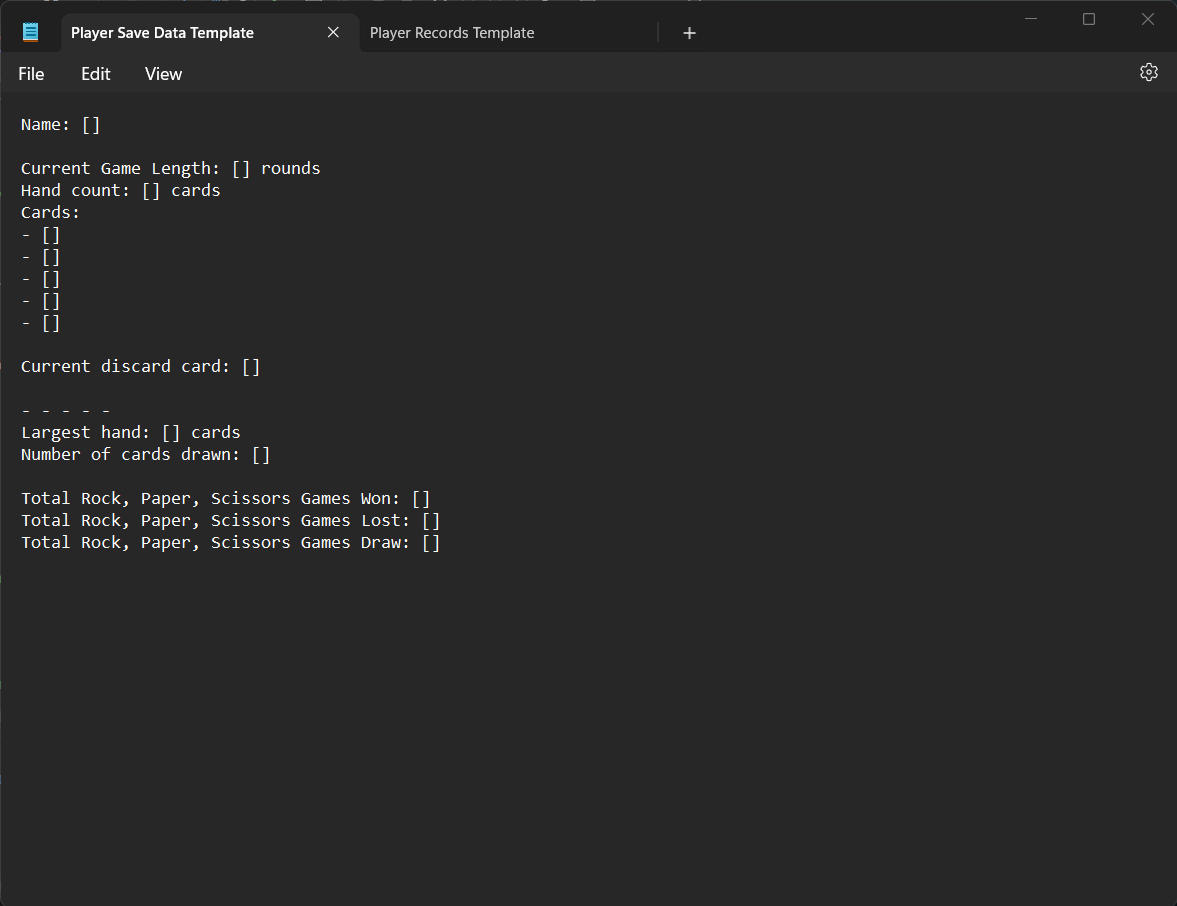 Player Save Data Template
Player Records Template
File Edit View
Name: []
Current Game Length: [] rounds
Hand count: [] cards
Cards:
- []
- []
- []
- []
- []
Current discard card: []
- - - - -
Largest hand: [] cards
Number of cards drawn: []
Total Rock, Paper, Scissors Games Won: []
Total Rock, Paper, Scissors Games Lost: []
Total Rock, Paper, Scissors Games Draw: []